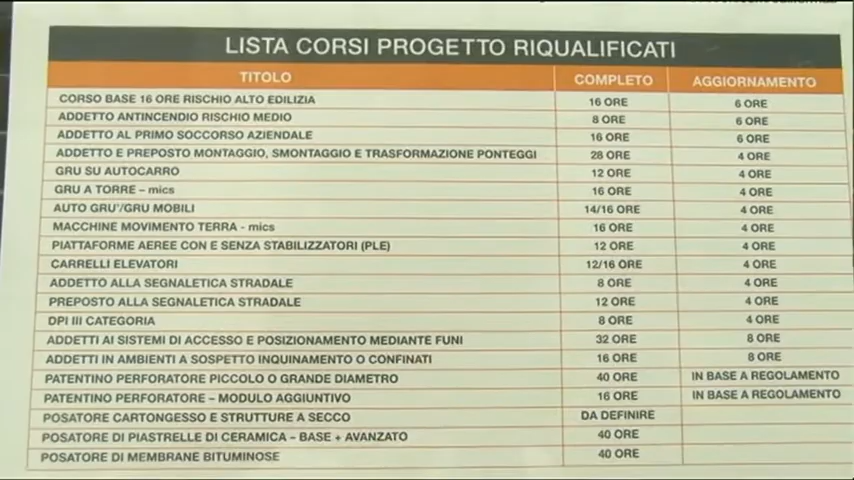 LISTA CORSI PROGETTO RIQUALIFICATI
TITOLO COMPLETO AGGIORNAMENTO
CORSO BASE 16 ORE RISCHIO ALTO EDILIZIA 16 ORE 6 ORE
ADDETTO ANTINCENDIO RISCHIO MEDIO 8 ORE 6 ORE
ADDETTO AL PRIMO SOCCORSO AZIENDALE 16 ORE 6 ORE
ADDETTO E PREPOSTO MONTAGGIO, SMONTAGGIO E TRASFORMAZIONE PONTEGGI 28 ORE 4 ORE
GRU SU AUTOCARRO 12 ORE 4 ORE
GRU A TORRE – mics 16 ORE 4 ORE
AUTO GRU'/GRU MOBILI 14/16 ORE 4 ORE
MACCHINE MOVIMENTO TERRA - mics 16 ORE 4 ORE
PIATTAFORME AEREE CON E SENZA STABILIZZATORI (PLE) 12 ORE 4 ORE
CARRELLI ELEVATORI 12/16 ORE 4 ORE
ADDETTO ALLA SEGNALETICA STRADALE 8 ORE 4 ORE
PREPOSTO ALLA SEGNALETICA STRADALE 12 ORE 4 ORE
DPI III CATEGORIA 8 ORE 4 ORE
ADDETTI AI SISTEMI DI ACCESSO E POSIZIONAMENTO MEDIANTE FUNI 32 ORE 8 ORE
ADDETTI IN AMBIENTI A SOSPETTO INQUINAMENTO O CONFINATI 16 ORE 8 ORE
PATENTINO PERFORATORE PICCOLO O GRANDE DIAMETRO 40 ORE IN BASE A REGOLAMENTO
PATENTINO PERFORATORE – MODULO AGGIUNTIVO 16 ORE IN BASE A REGOLAMENTO
POSATORE CARTONGESSO E STRUTTURE A SECCO DA DEFINIRE
POSATORE DI PIASTRELLE DI CERAMICA – BASE + AVANZATO 40 ORE
POSATORE DI MEMBRANE BITUMINOSE 40 ORE